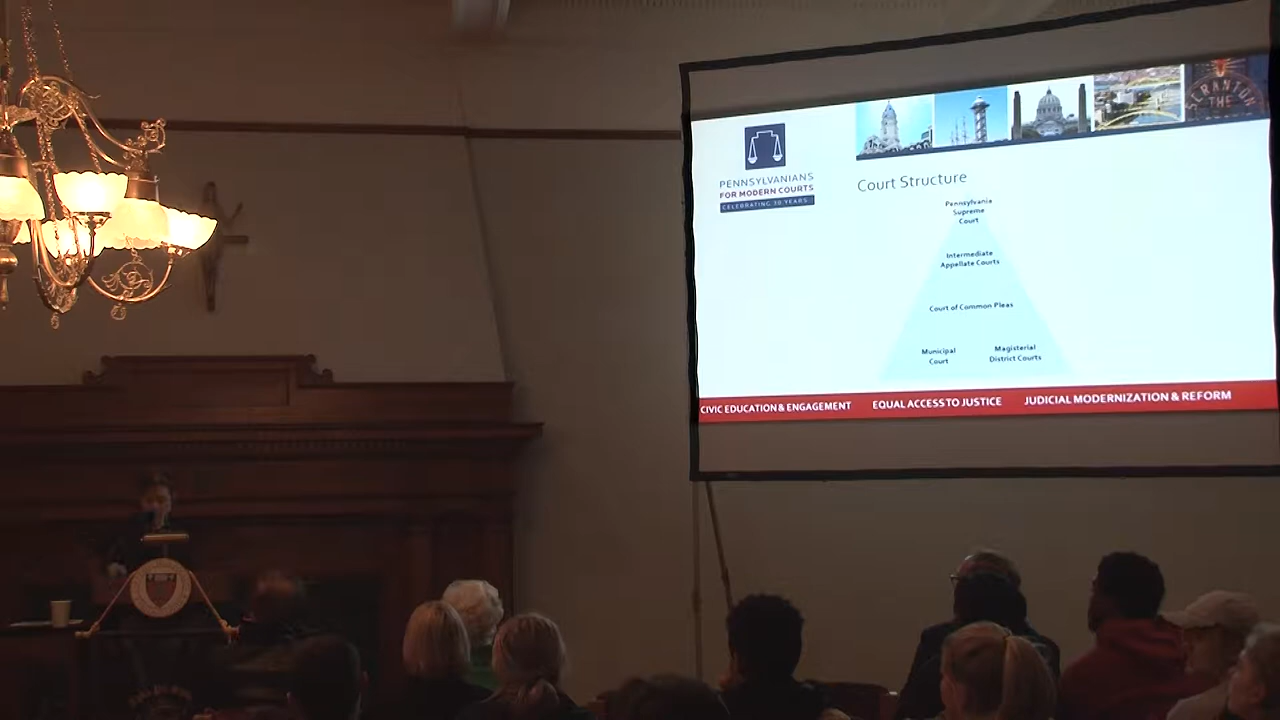 SCRANTON
THE
PENNSYLVANIANS
FOR MODERN COURTS
CELEBRATING 30 YEARS
Court Structure
Pennsylvania
Supreme
Court
Intermediate
Appellate Courts
Court of Common Pleas
Municipal
Court
Magisterial
District Courts
CIVIC EDUCATION & ENGAGEMENT
EQUAL ACCESS TO JUSTICE
JUDICIAL MODERNIZATION & REFORM